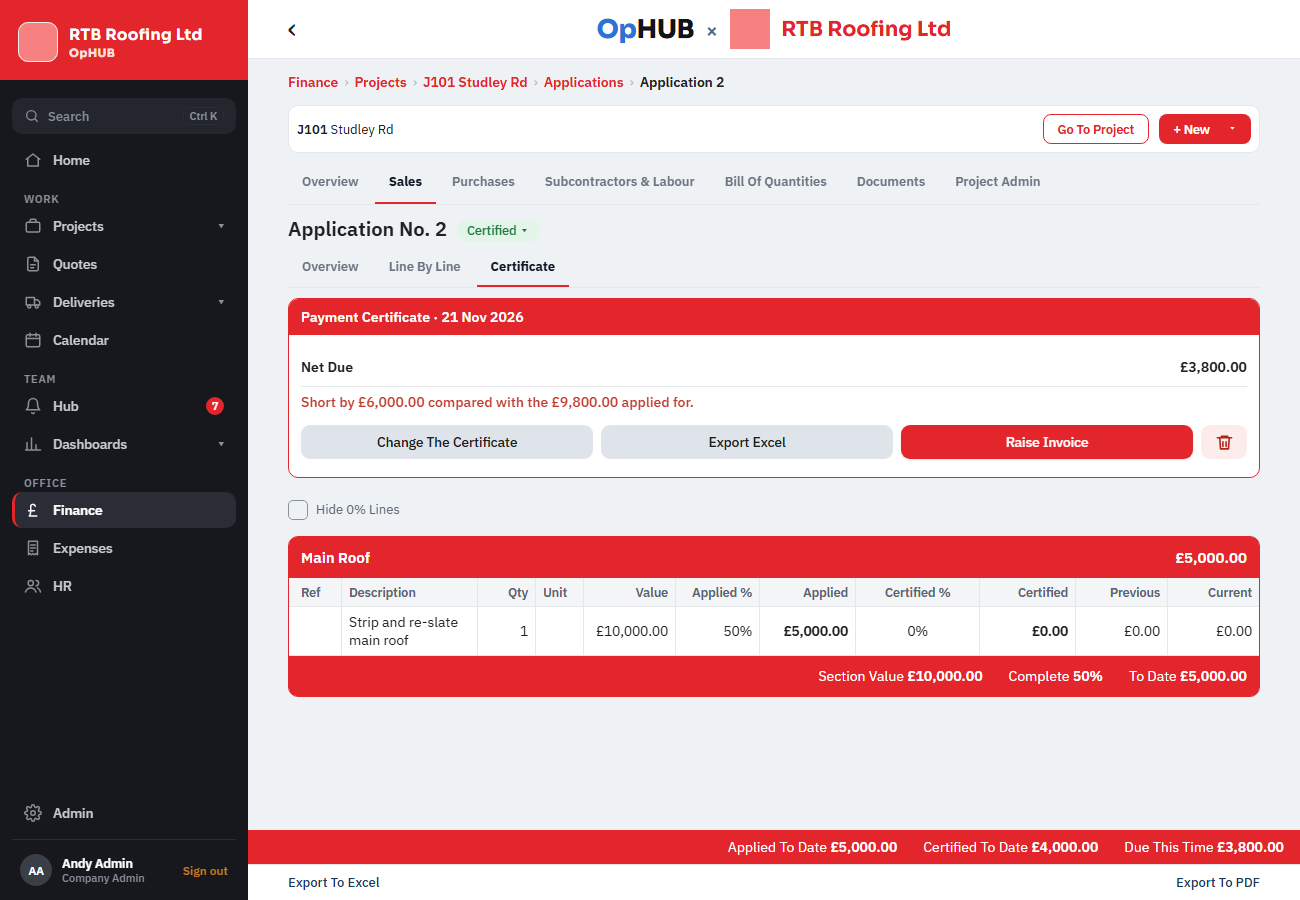 RTB Roofing Ltd
OpHUB
Search
Ctrl K
Home
WORK
Projects
Quotes
Deliveries
Calendar
TEAM
Hub
7
Dashboards
OFFICE
Finance
Expenses
HR
Admin
AA
Andy Admin
Company Admin
Sign out
OpHUB × RTB Roofing Ltd
Finance › Projects › J101 Studley Rd › Applications › Application 2
J101 Studley Rd
Go To Project
+ New
Overview Sales Purchases Subcontractors & Labour Bill Of Quantities Documents Project Admin
Application No. 2 Certified
Overview Line By Line Certificate
Payment Certificate · 21 Nov 2026
Net Due £3,800.00
Short by £6,000.00 compared with the £9,800.00 applied for.
Change The Certificate Export Excel Raise Invoice
Hide 0% Lines
Main Roof £5,000.00
Ref Description Qty Unit Value Applied % Applied Certified % Certified Previous Current
Strip and re-slate main roof 1 £10,000.00 50% £5,000.00 0% £0.00 £0.00 £0.00
Section Value £10,000.00 Complete 50% To Date £5,000.00
Applied To Date £5,000.00 Certified To Date £4,000.00 Due This Time £3,800.00
Export To Excel Export To PDF